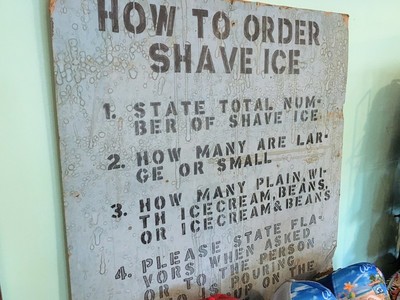 HOW TO ORDER
SHAVE ICE
1. STATE TOTAL NUM-
BER OF SHAVE ICE.
2. HOW MANY ARE LAR-
GE OR SMALL
3. HOW MANY PLAIN, WI-
TH ICECREAM, BEANS,
OR ICECREAM & BEANS
4. PLEASE STATE FLA-
VORS WHEN ASKED
OR TO THE PERSON
POURING
UP ON THE